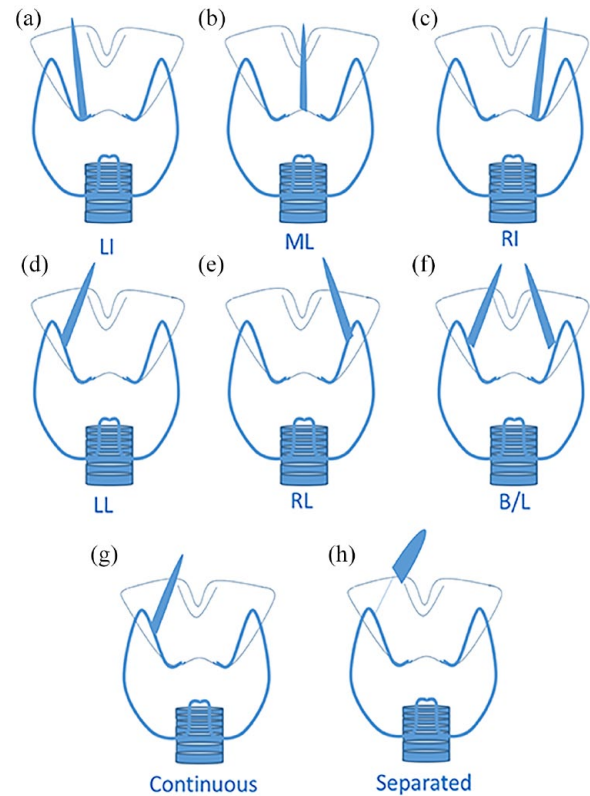 (a) (b) (c)
LI ML RI
(d) (e) (f)
LL RL B/L
(g) (h)
Continuous Separated